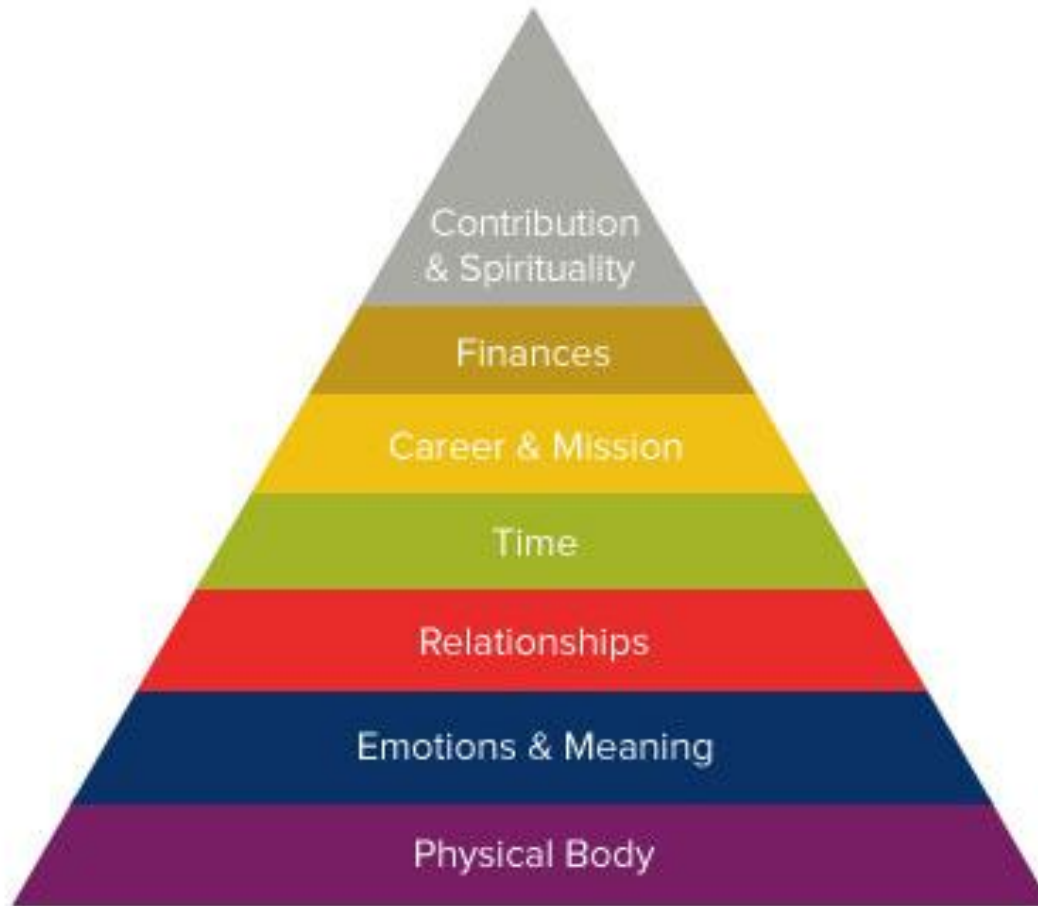 Contribution
& Spirituality
Finances
Career & Mission
Time
Relationships
Emotions & Meaning
Physical Body